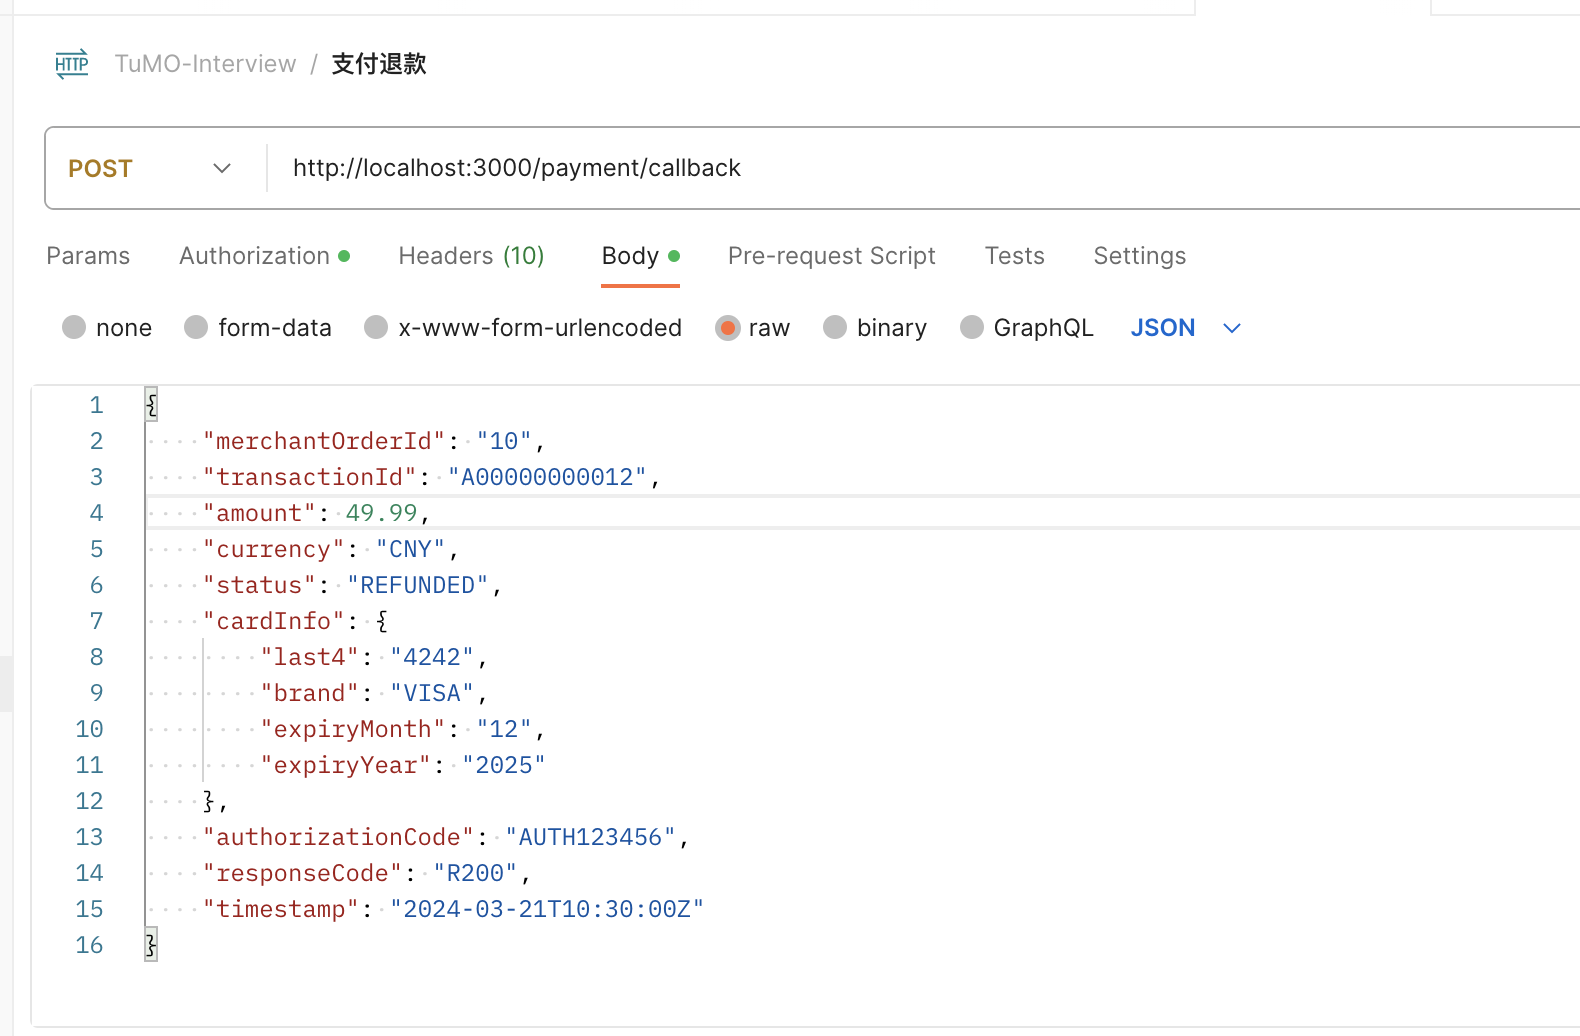 HTTP TuMO-Interview / 支付退款
POST http://localhost:3000/payment/callback
Params Authorization Headers (10) Body Pre-request Script Tests Settings
none form-data x-www-form-urlencoded raw binary GraphQL JSON
1 {
2 "merchantOrderId": "10",
3 "transactionId": "A00000000012",
4 "amount": 49.99,
5 "currency": "CNY",
6 "status": "REFUNDED",
7 "cardInfo": {
8 "last4": "4242",
9 "brand": "VISA",
10 "expiryMonth": "12",
11 "expiryYear": "2025"
12 },
13 "authorizationCode": "AUTH123456",
14 "responseCode": "R200",
15 "timestamp": "2024-03-21T10:30:00Z"
16 }